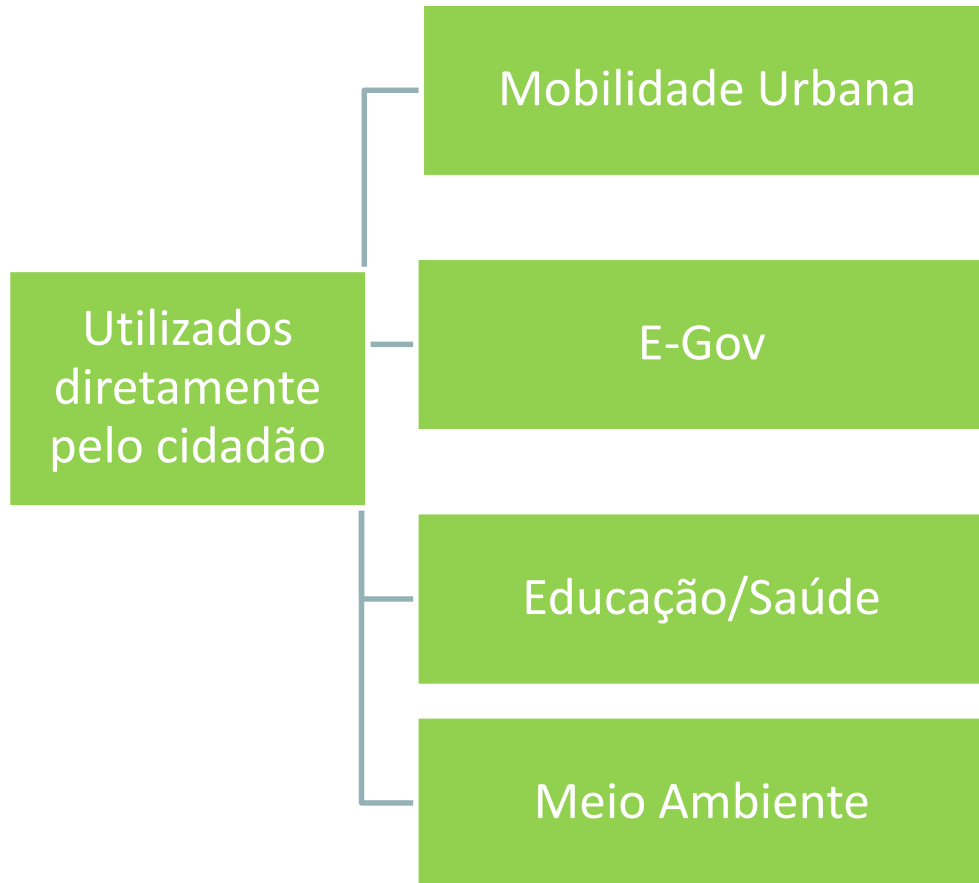 Mobilidade Urbana
Utilizados
diretamente
pelo cidadão
E-Gov
Educação/Saúde
Meio Ambiente